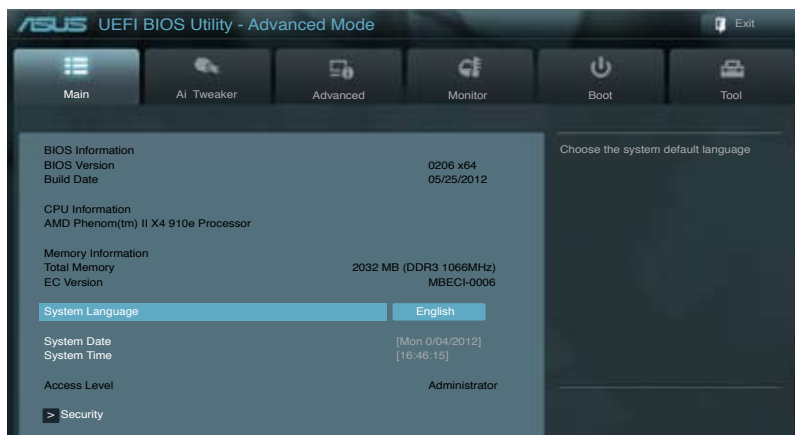 ASUS UEFI BIOS Utility - Advanced Mode
Exit
Main Ai Tweaker Advanced Monitor Boot Tool
BIOS Information
BIOS Version 0206 x64
Build Date 05/25/2012
CPU Information
AMD Phenom(tm) II X4 910e Processor
Memory Information
Total Memory 2032 MB (DDR3 1066MHz)
EC Version MBECI-0006
System Language English
System Date [Mon 0/04/2012]
System Time [16:46:15]
Access Level Administrator
> Security
Choose the system default language